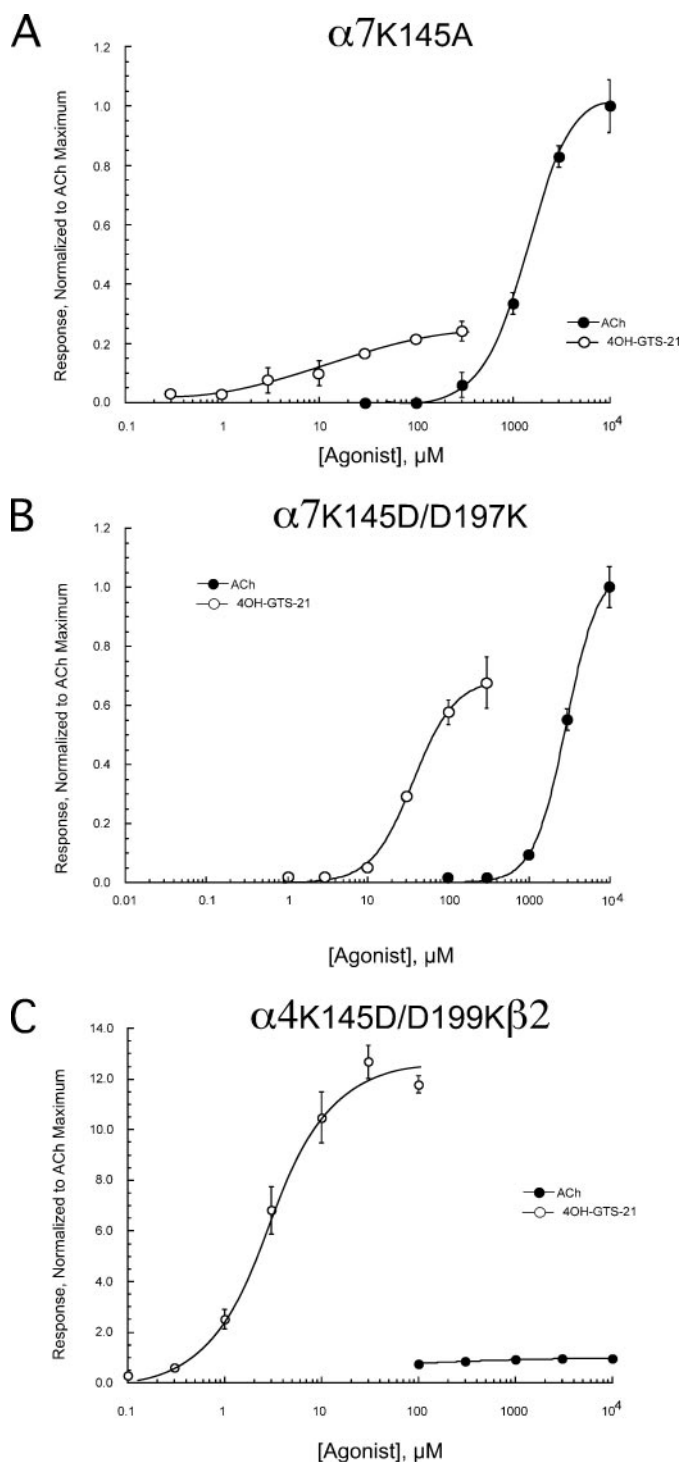 A
α7K145A
Response, Normalized to ACh Maximum
1.2
1.0
0.8
0.6
0.4
0.2
0.0
ACh
4OH-GTS-21
0.1 1 10 100 1000 10⁴
[Agonist], µM
B
α7K145D/D197K
Response, Normalized to ACh Maximum
1.2
1.0
0.8
0.6
0.4
0.2
0.0
ACh
4OH-GTS-21
0.01 0.1 1 10 100 1000 10⁴
[Agonist], µM
C
α4K145D/D199Kβ2
Response, Normalized to ACh Maximum
14.0
12.0
10.0
8.0
6.0
4.0
2.0
0.0
ACh
4OH-GTS-21
0.1 1 10 100 1000 10⁴
[Agonist], µM